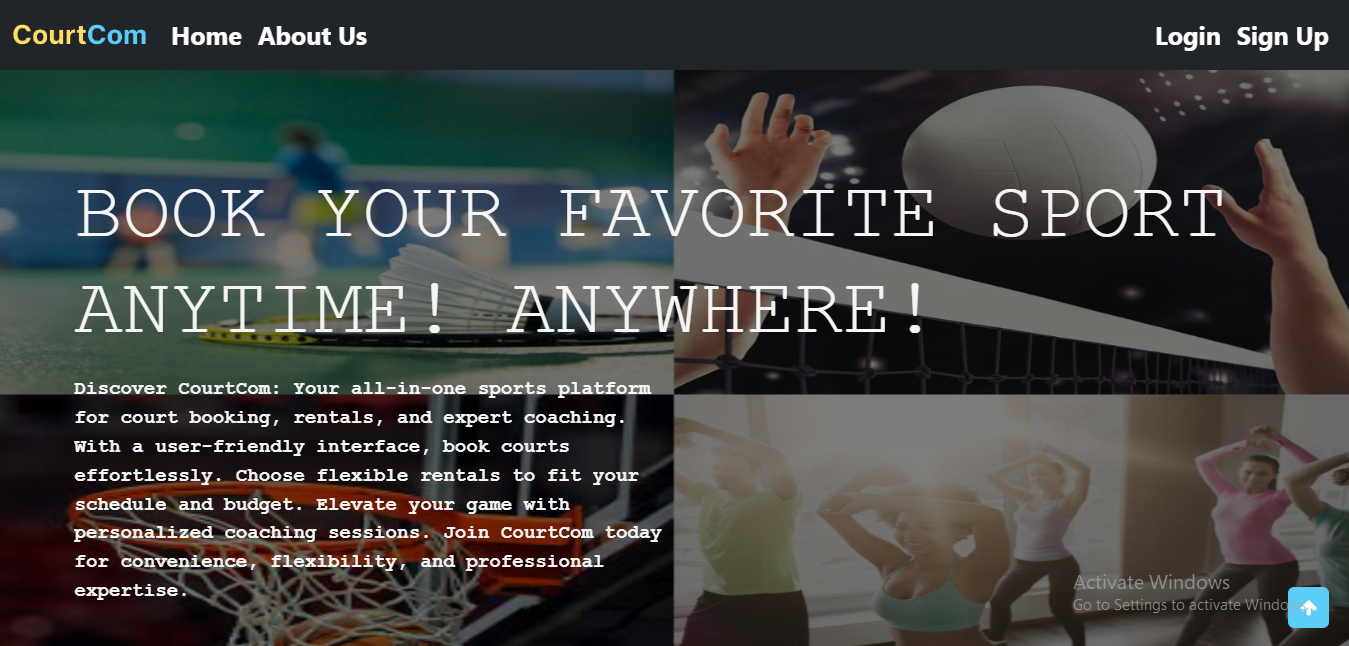 CourtCom Home About Us Login Sign Up
BOOK YOUR FAVORITE SPORT
ANYTIME! ANYWHERE!
Discover CourtCom: Your all-in-one sports platform
for court booking, rentals, and expert coaching.
With a user-friendly interface, book courts
effortlessly. Choose flexible rentals to fit your
schedule and budget. Elevate your game with
personalized coaching sessions. Join CourtCom today
for convenience, flexibility, and professional
expertise.
Activate Windows
Go to Settings to activate